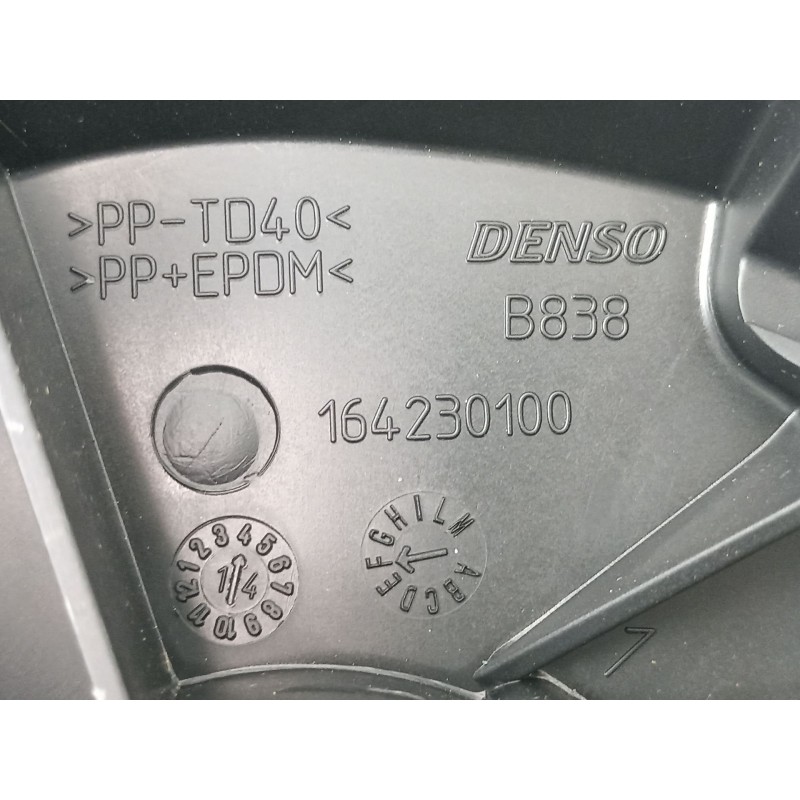 >PP-TD40<
>PP+EPDM<
DENSO
B838
164230100
1 2 3 4 5 6 7 8 9 10 11 12
14
A B C D E F G H I L M
7